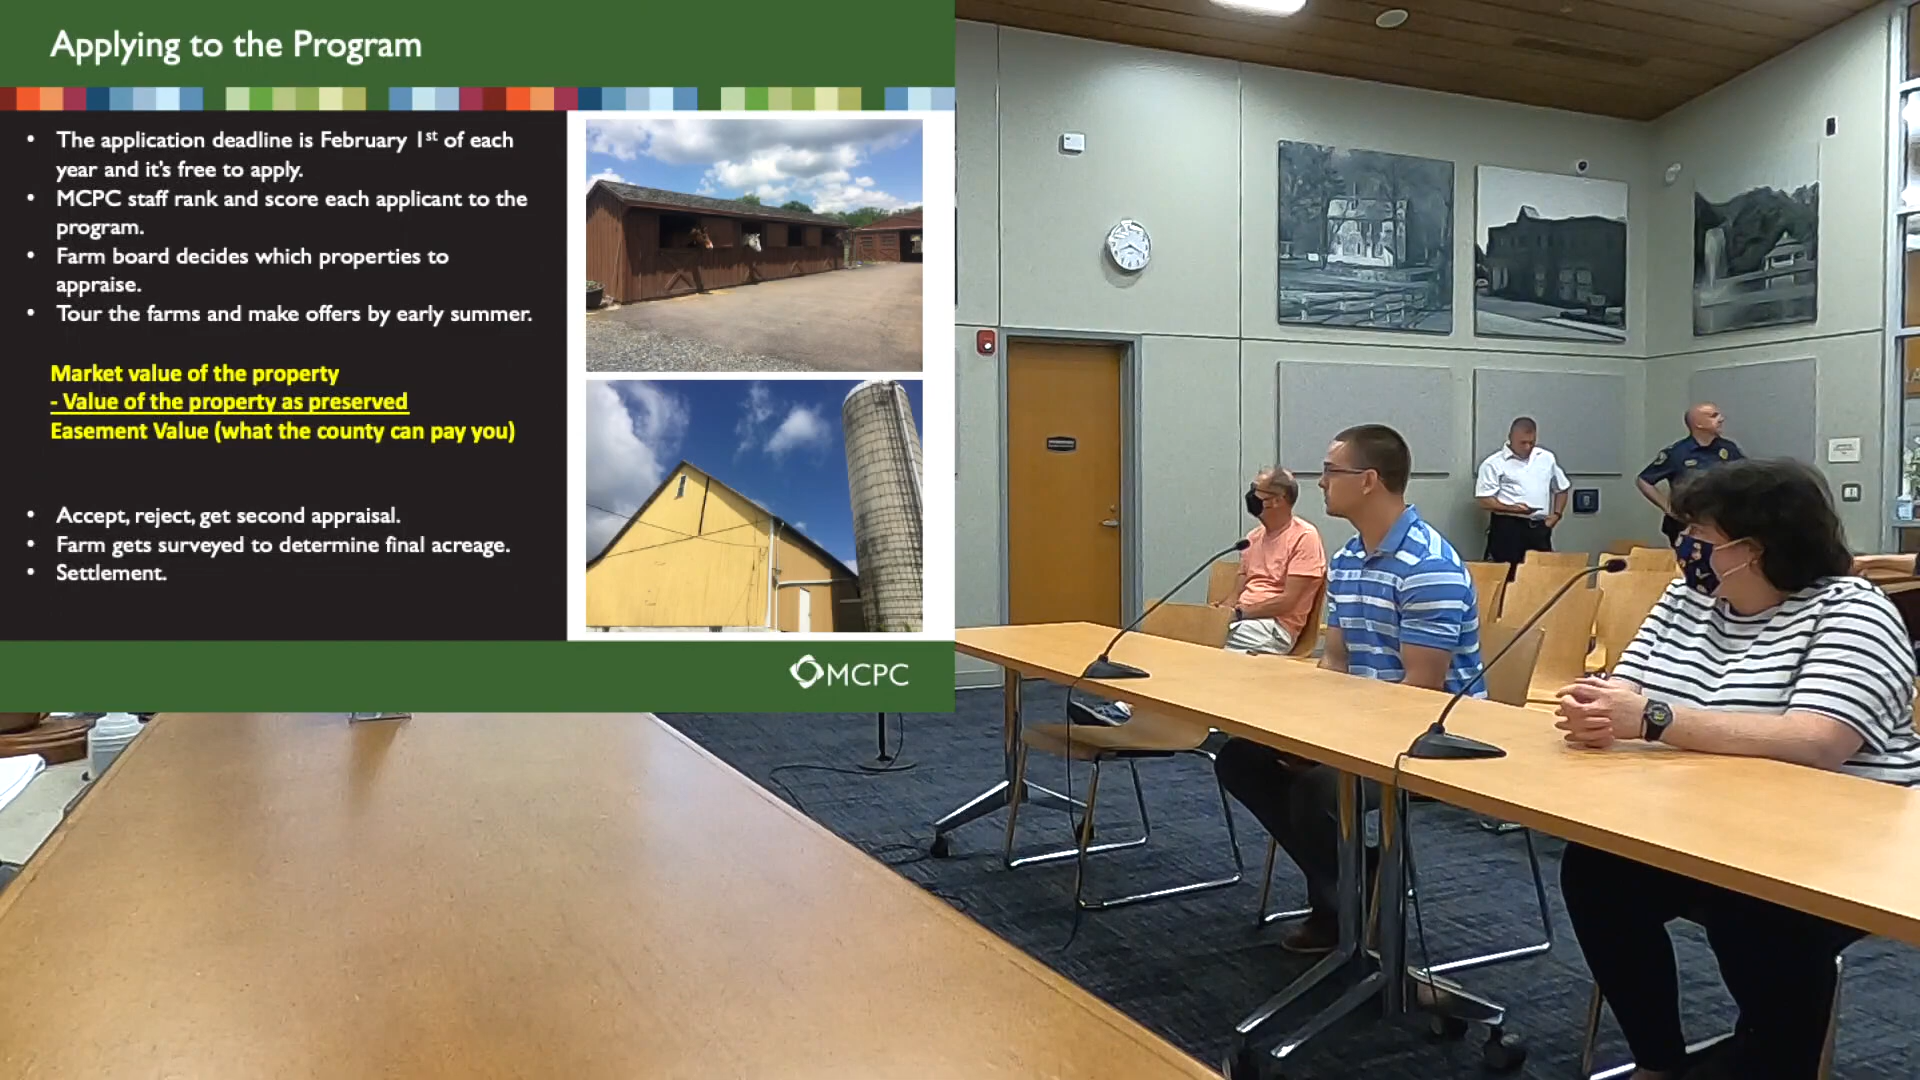 Applying to the Program
• The application deadline is February 1st of each
year and it's free to apply.
• MCPC staff rank and score each applicant to the
program.
• Farm board decides which properties to
appraise.
• Tour the farms and make offers by early summer.
Market value of the property
- Value of the property as preserved
Easement Value (what the county can pay you)
• Accept, reject, get second appraisal.
• Farm gets surveyed to determine final acreage.
• Settlement.
MCPC